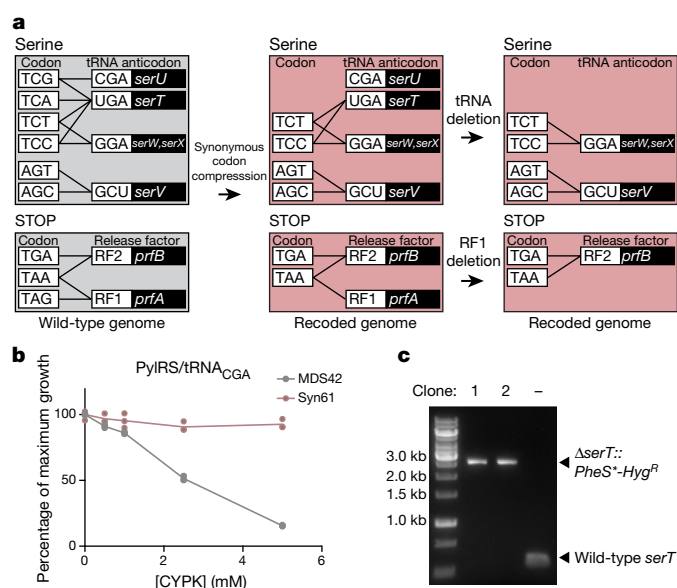 a
Serine
Codon tRNA anticodon
TCG CGA serU
TCA UGA serT
TCT
TCC GGA serW,serX
AGT
AGC GCU serV
STOP
Codon Release factor
TGA RF2 prfB
TAA
TAG RF1 prfA
Wild-type genome
Synonymous
codon
compresssion
Serine
Codon tRNA anticodon
CGA serU
UGA serT
TCT
TCC GGA serW,serX
AGT
AGC GCU serV
STOP
Codon Release factor
TGA RF2 prfB
TAA
RF1 prfA
Recoded genome
tRNA
deletion
RF1
deletion
Serine
Codon tRNA anticodon
TCT
TCC GGA serW,serX
AGT
AGC GCU serV
STOP
Codon Release factor
TGA RF2 prfB
TAA
Recoded genome
b
PylRS/tRNACGA
MDS42
Syn61
Percentage of maximum growth
100
50
0
0 2 4 6
[CYPK] (mM)
c
Clone: 1 2 –
3.0 kb
2.0 kb
1.5 kb
1.0 kb
ΔserT::
PheS*-HygR
Wild-type serT